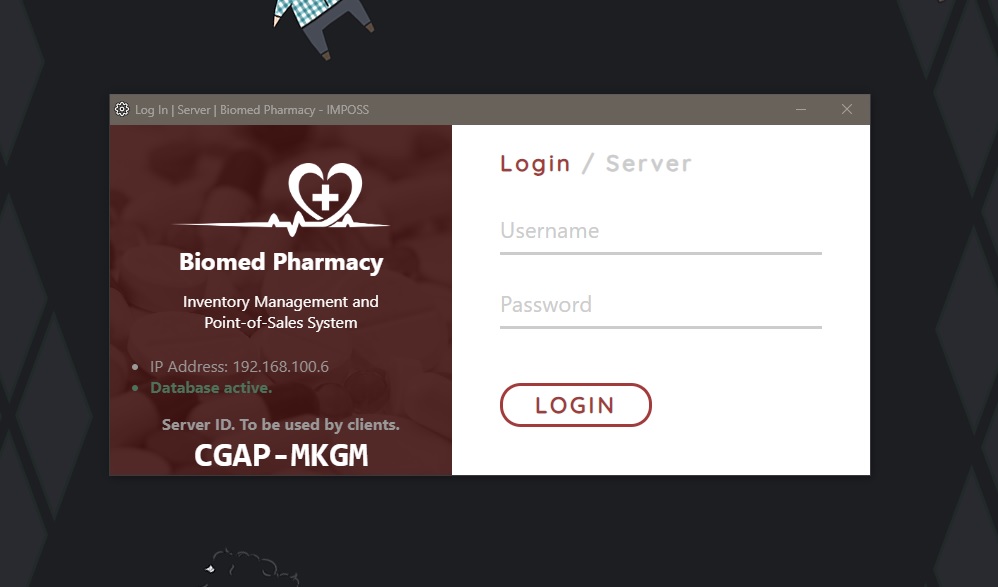 Log In | Server | Biomed Pharmacy - IMPOSS
Biomed Pharmacy
Inventory Management and
Point-of-Sales System
IP Address: 192.168.100.6
Database active.
Server ID. To be used by clients.
CGAP-MKGM
Login / Server
Username
Password
LOGIN